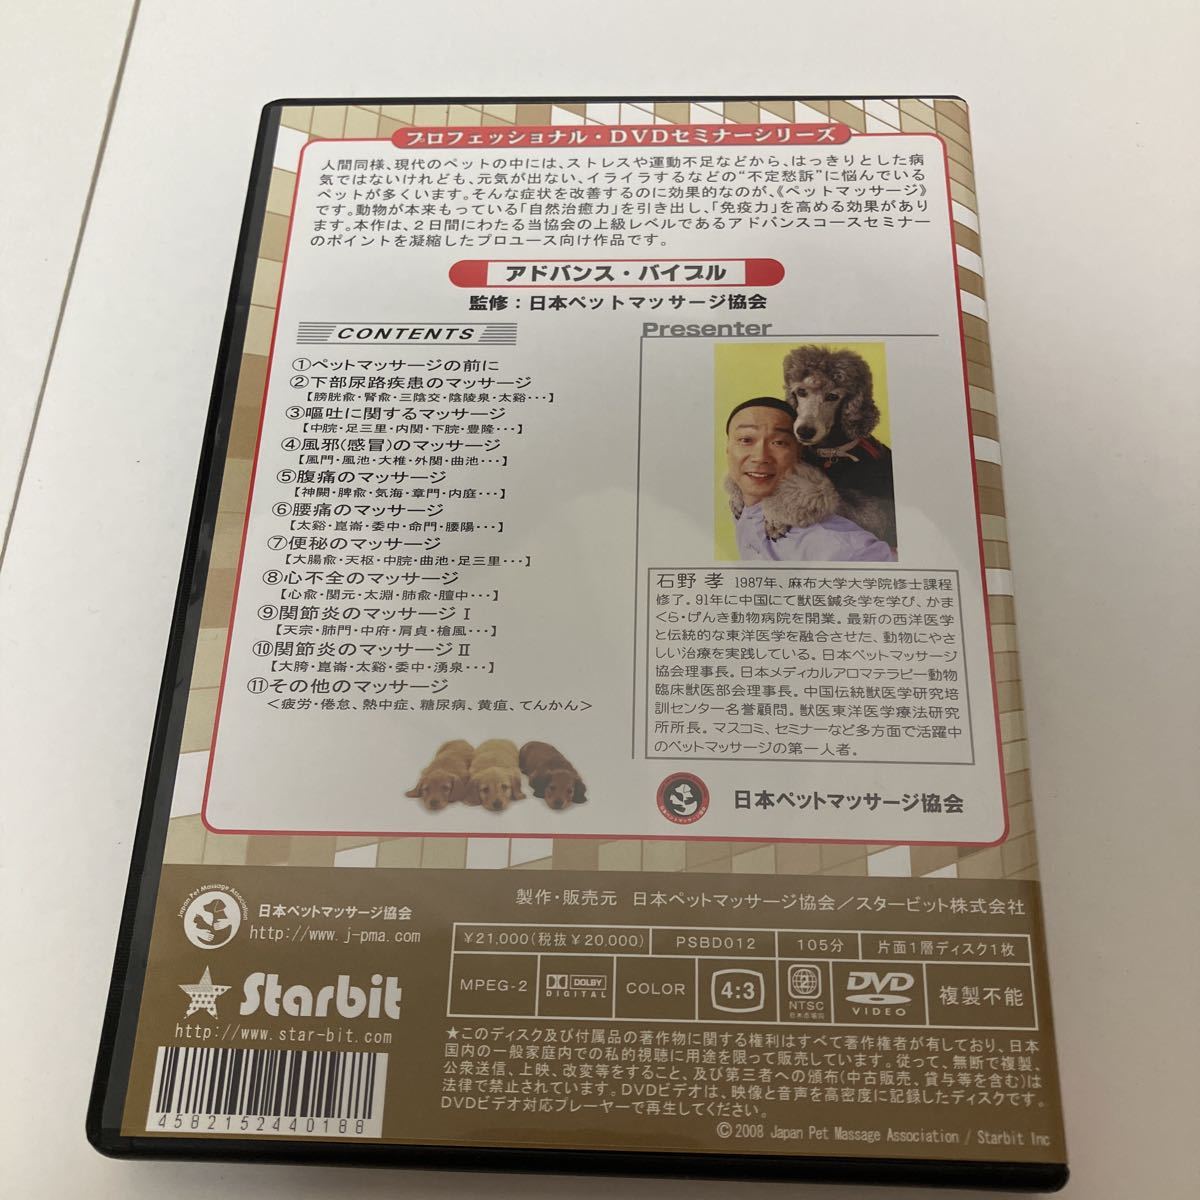 プロフェッショナル・DVDセミナーシリーズ
人間同様、現代のペットの中には、ストレスや運動不足などから、はっきりとした病
気ではないけれども、元気が出ない、イライラするなどの“不定愁訴”に悩んでいる
ペットが多くいます。そんな症状を改善するのに効果的なのが、《ペットマッサージ》
です。動物が本来もっている「自然治癒力」を引き出し、「免疫力」を高める効果があり
ます。本作は、2日間にわたる当協会の上級レベルであるアドバンスコースセミナー
のポイントを凝縮したプロユース向け作品です。
アドバンス・バイブル
監修：日本ペットマッサージ協会
CONTENTS
①ペットマッサージの前に
②下部尿路疾患のマッサージ
【膀胱兪・腎兪・三陰交・陰陵泉・太谿・・・】
③嘔吐に関するマッサージ
【中脘・足三里・内関・下脘・豊隆・・・】
④風邪(感冒)のマッサージ
【風門・風池・大椎・外関・曲池・・・】
⑤腹痛のマッサージ
【神闕・脾兪・気海・章門・内庭・・・】
⑥腰痛のマッサージ
【太谿・崑崙・委中・命門・腰陽・・・】
⑦便秘のマッサージ
【大腸兪・天枢・中脘・曲池・足三里・・・】
⑧心不全のマッサージ
【心兪・関元・太淵・肺兪・膻中・・・】
⑨関節炎のマッサージⅠ
【天宗・肺門・中府・肩貞・槍風・・・】
⑩関節炎のマッサージⅡ
【大胯・崑崙・太谿・委中・湧泉・・・】
⑪その他のマッサージ
＜疲労・倦怠、熱中症、糖尿病、黄疸、てんかん＞
Presenter
石野 孝 1987年、麻布大学大学院修士課程
修了。91年に中国にて獣医鍼灸学を学び、かま
くら・げんき動物病院を開業。最新の西洋医学
と伝統的な東洋医学を融合させた、動物にやさ
しい治療を実践している。日本ペットマッサージ
協会理事長。日本メディカルアロマテラピー動物
臨床獣医部会理事長。中国伝統獣医学研究培
訓センター名誉顧問。獣医東洋医学療法研究
所所長。マスコミ、セミナーなど多方面で活躍中
のペットマッサージの第一人者。
日本ペットマッサージ協会
Japan Pet Massage Association
日本ペットマッサージ協会
http://www.j-pma.com
Starbit
http://www.star-bit.com
4582152440188
製作・販売元 日本ペットマッサージ協会／スタービット株式会社
￥21,000(税抜￥20,000)
PSBD012
105分
片面1層ディスク1枚
MPEG-2
DOLBY
DIGITAL
COLOR
4:3
2
NTSC
日本市場向
DVD
VIDEO
複製不能
★このディスク及び付属品の著作物に関する権利はすべて著作権者が有しており、日本
国内の一般家庭内での私的視聴に用途を限って販売しています。従って、無断で複製、
公衆送信、上映、改変等をすること、及び第三者への頒布(中古販売、貸与等を含む)は
法律で禁止されています。DVDビデオは、映像と音声を高密度に記録したディスクです。
DVDビデオ対応プレーヤーで再生してください。
©2008 Japan Pet Massage Association / Starbit Inc